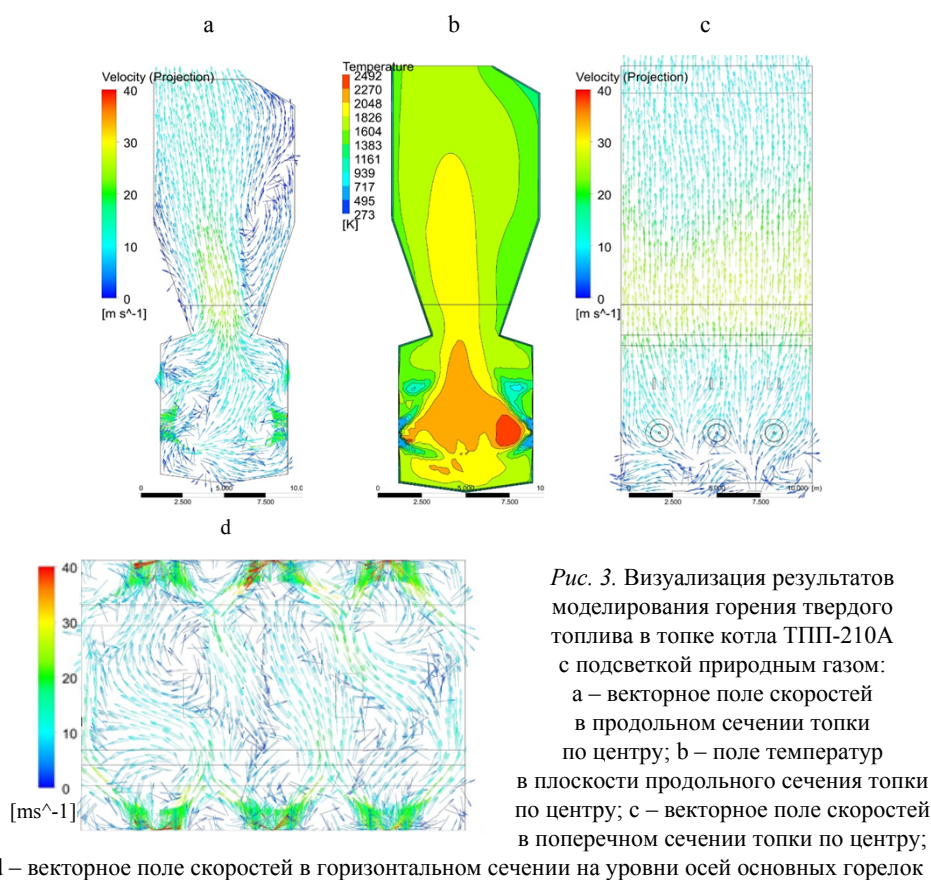 a
b
c
Velocity (Projection)
40
30
20
10
0
[m s^-1]
0
5.000
10.0
2.500
7.500
Temperature
2492
2270
2048
1826
1604
1383
1161
939
717
495
273
[K]
0
5.000
10
2.500
7.500
Velocity (Projection)
40
30
20
10
0
[m s^-1]
0
5.000
10.000 (m)
2.500
7.500
d
40
30
20
10
0
[ms^-1]
Рис. 3. Визуализация результатов
моделирования горения твердого
топлива в топке котла ТПП-210А
с подсветкой природным газом:
а – векторное поле скоростей
в продольном сечении топки
по центру; b – поле температур
в плоскости продольного сечения топки
по центру; с – векторное поле скоростей
в поперечном сечении топки по центру;
d – векторное поле скоростей в горизонтальном сечении на уровни осей основных горелок